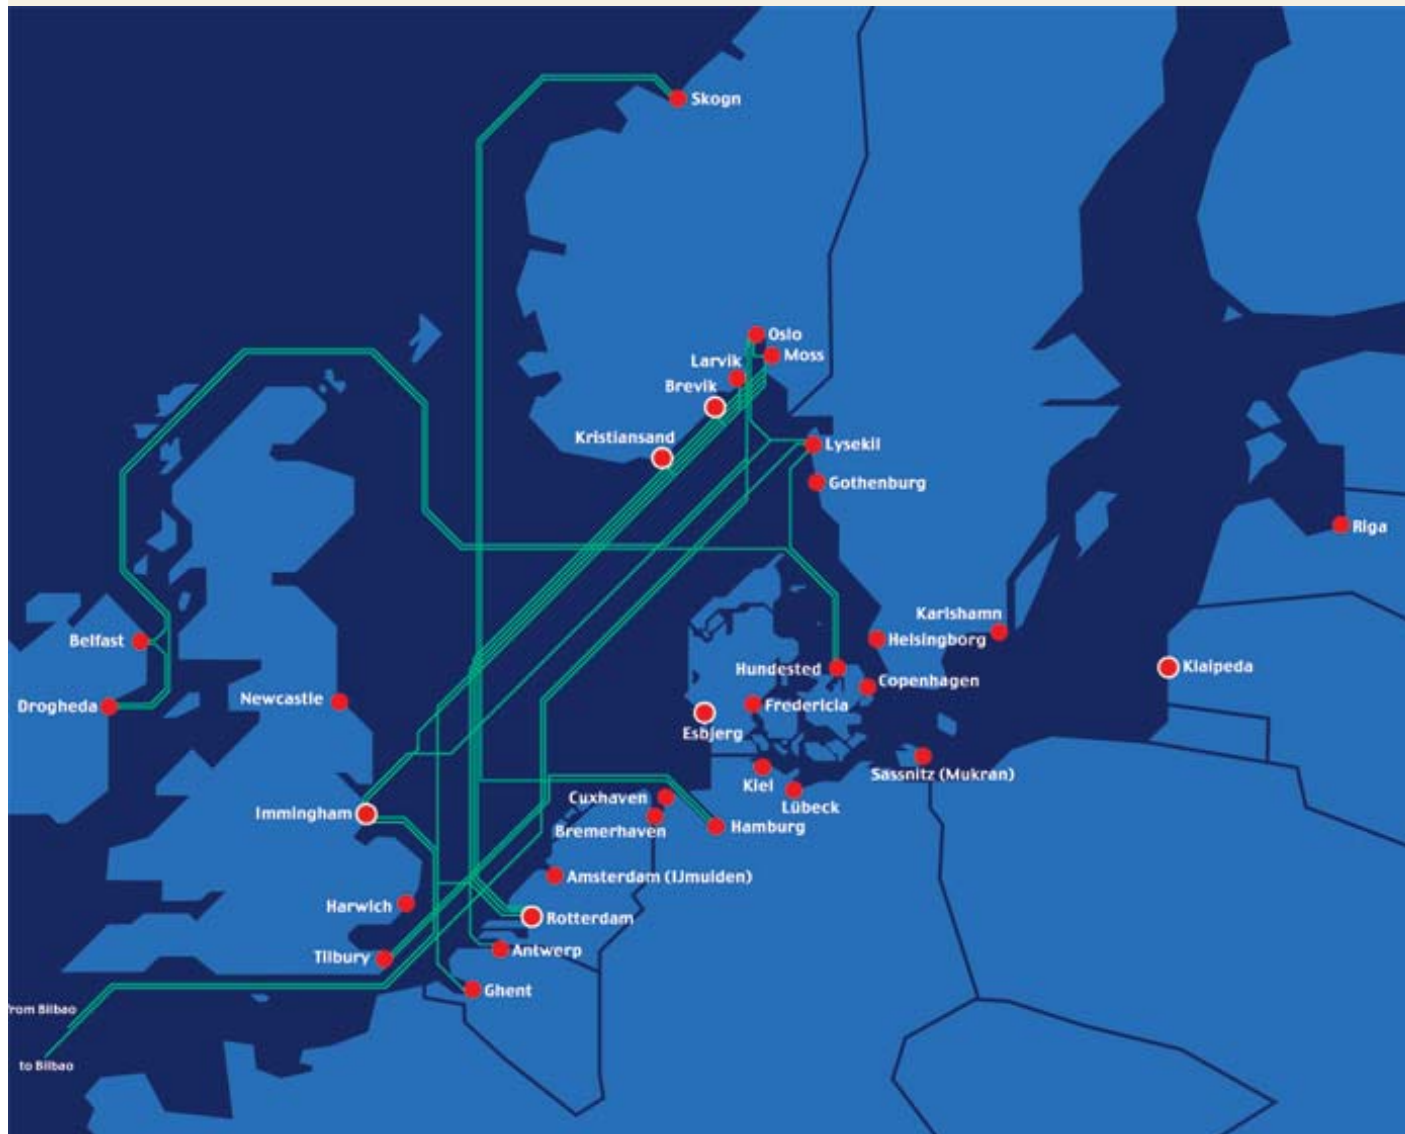 Skogn
Oslo
Moss
Larvik
Brevik
Kristiansand
Lysekil
Gothenburg
Riga
Karlshamn
Belfast
Helsingborg
Hundested
Klaipeda
Copenhagen
Newcastle
Drogheda
Fredericia
Esbjerg
Sassnitz (Mukran)
Kiel
Cuxhaven
Lübeck
Immingham
Bremerhaven
Hamburg
Amsterdam (IJmuiden)
Harwich
Rotterdam
Antwerp
Tilbury
Ghent
from Bilbao
to Bilbao